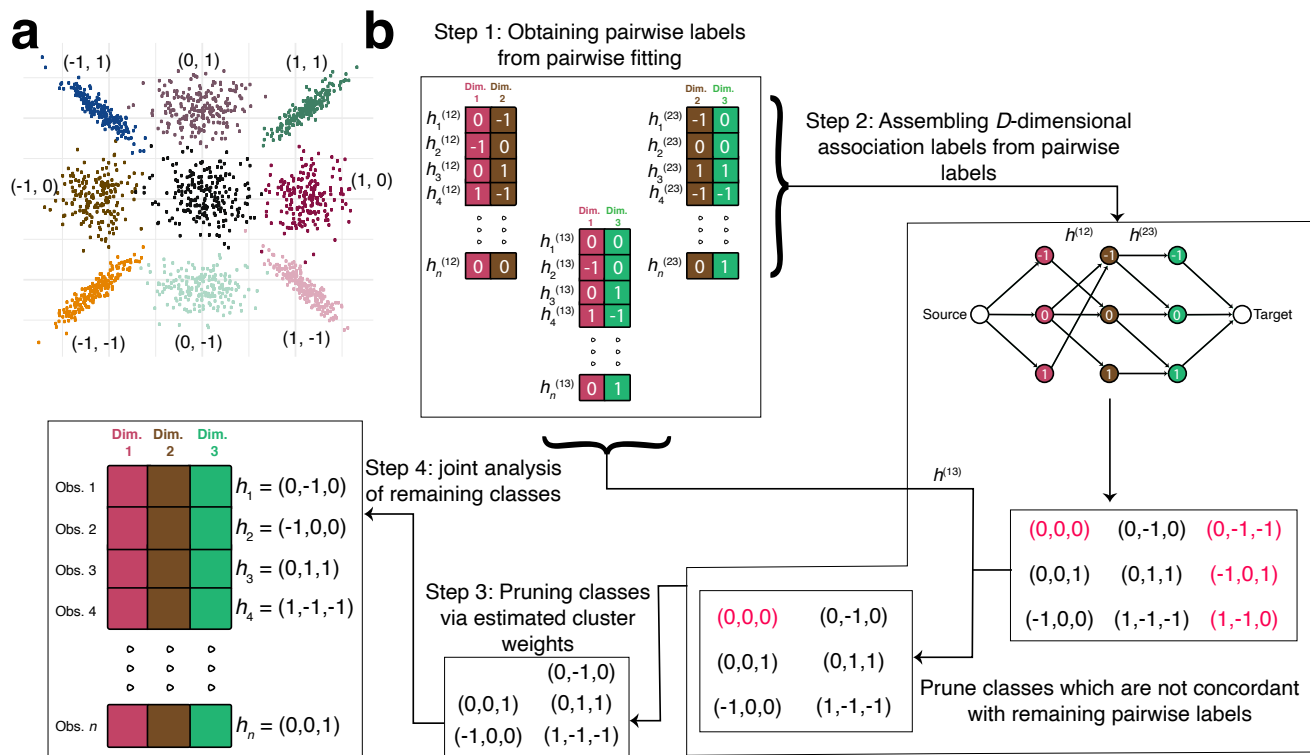 a
(-1, 1)
(0, 1)
(1, 1)
(-1, 0)
(1, 0)
(-1, -1)
(0, -1)
(1, -1)
b
Step 1: Obtaining pairwise labels
from pairwise fitting
Dim. Dim.
1 2
h₁⁽¹²⁾ 0 -1
h₂⁽¹²⁾ -1 0
h₃⁽¹²⁾ 0 1
h₄⁽¹²⁾ 1 -1
hₙ⁽¹²⁾ 0 0
Dim. Dim.
1 3
h₁⁽¹³⁾ 0 0
h₂⁽¹³⁾ -1 0
h₃⁽¹³⁾ 0 1
h₄⁽¹³⁾ 1 -1
hₙ⁽¹³⁾ 0 1
Dim. Dim.
2 3
h₁⁽²³⁾ -1 0
h₂⁽²³⁾ 0 0
h₃⁽²³⁾ 1 1
h₄⁽²³⁾ -1 -1
hₙ⁽²³⁾ 0 1
Step 2: Assembling D-dimensional
association labels from pairwise
labels
h⁽¹²⁾ h⁽²³⁾
-1 -1 -1
Source 0 0 0 Target
1 1 1
h⁽¹³⁾
(0,0,0) (0,-1,0) (0,-1,-1)
(0,0,1) (0,1,1) (-1,0,1)
(-1,0,0) (1,-1,-1) (1,-1,0)
Prune classes which are not concordant
with remaining pairwise labels
(0,0,0) (0,-1,0)
(0,0,1) (0,1,1)
(-1,0,0) (1,-1,-1)
Step 3: Pruning classes
via estimated cluster
weights
(0,-1,0)
(0,0,1) (0,1,1)
(-1,0,0) (1,-1,-1)
Step 4: joint analysis
of remaining classes
Dim. Dim. Dim.
1 2 3
Obs. 1 h₁ = (0,-1,0)
Obs. 2 h₂ = (-1,0,0)
Obs. 3 h₃ = (0,1,1)
Obs. 4 h₄ = (1,-1,-1)
Obs. n hₙ = (0,0,1)